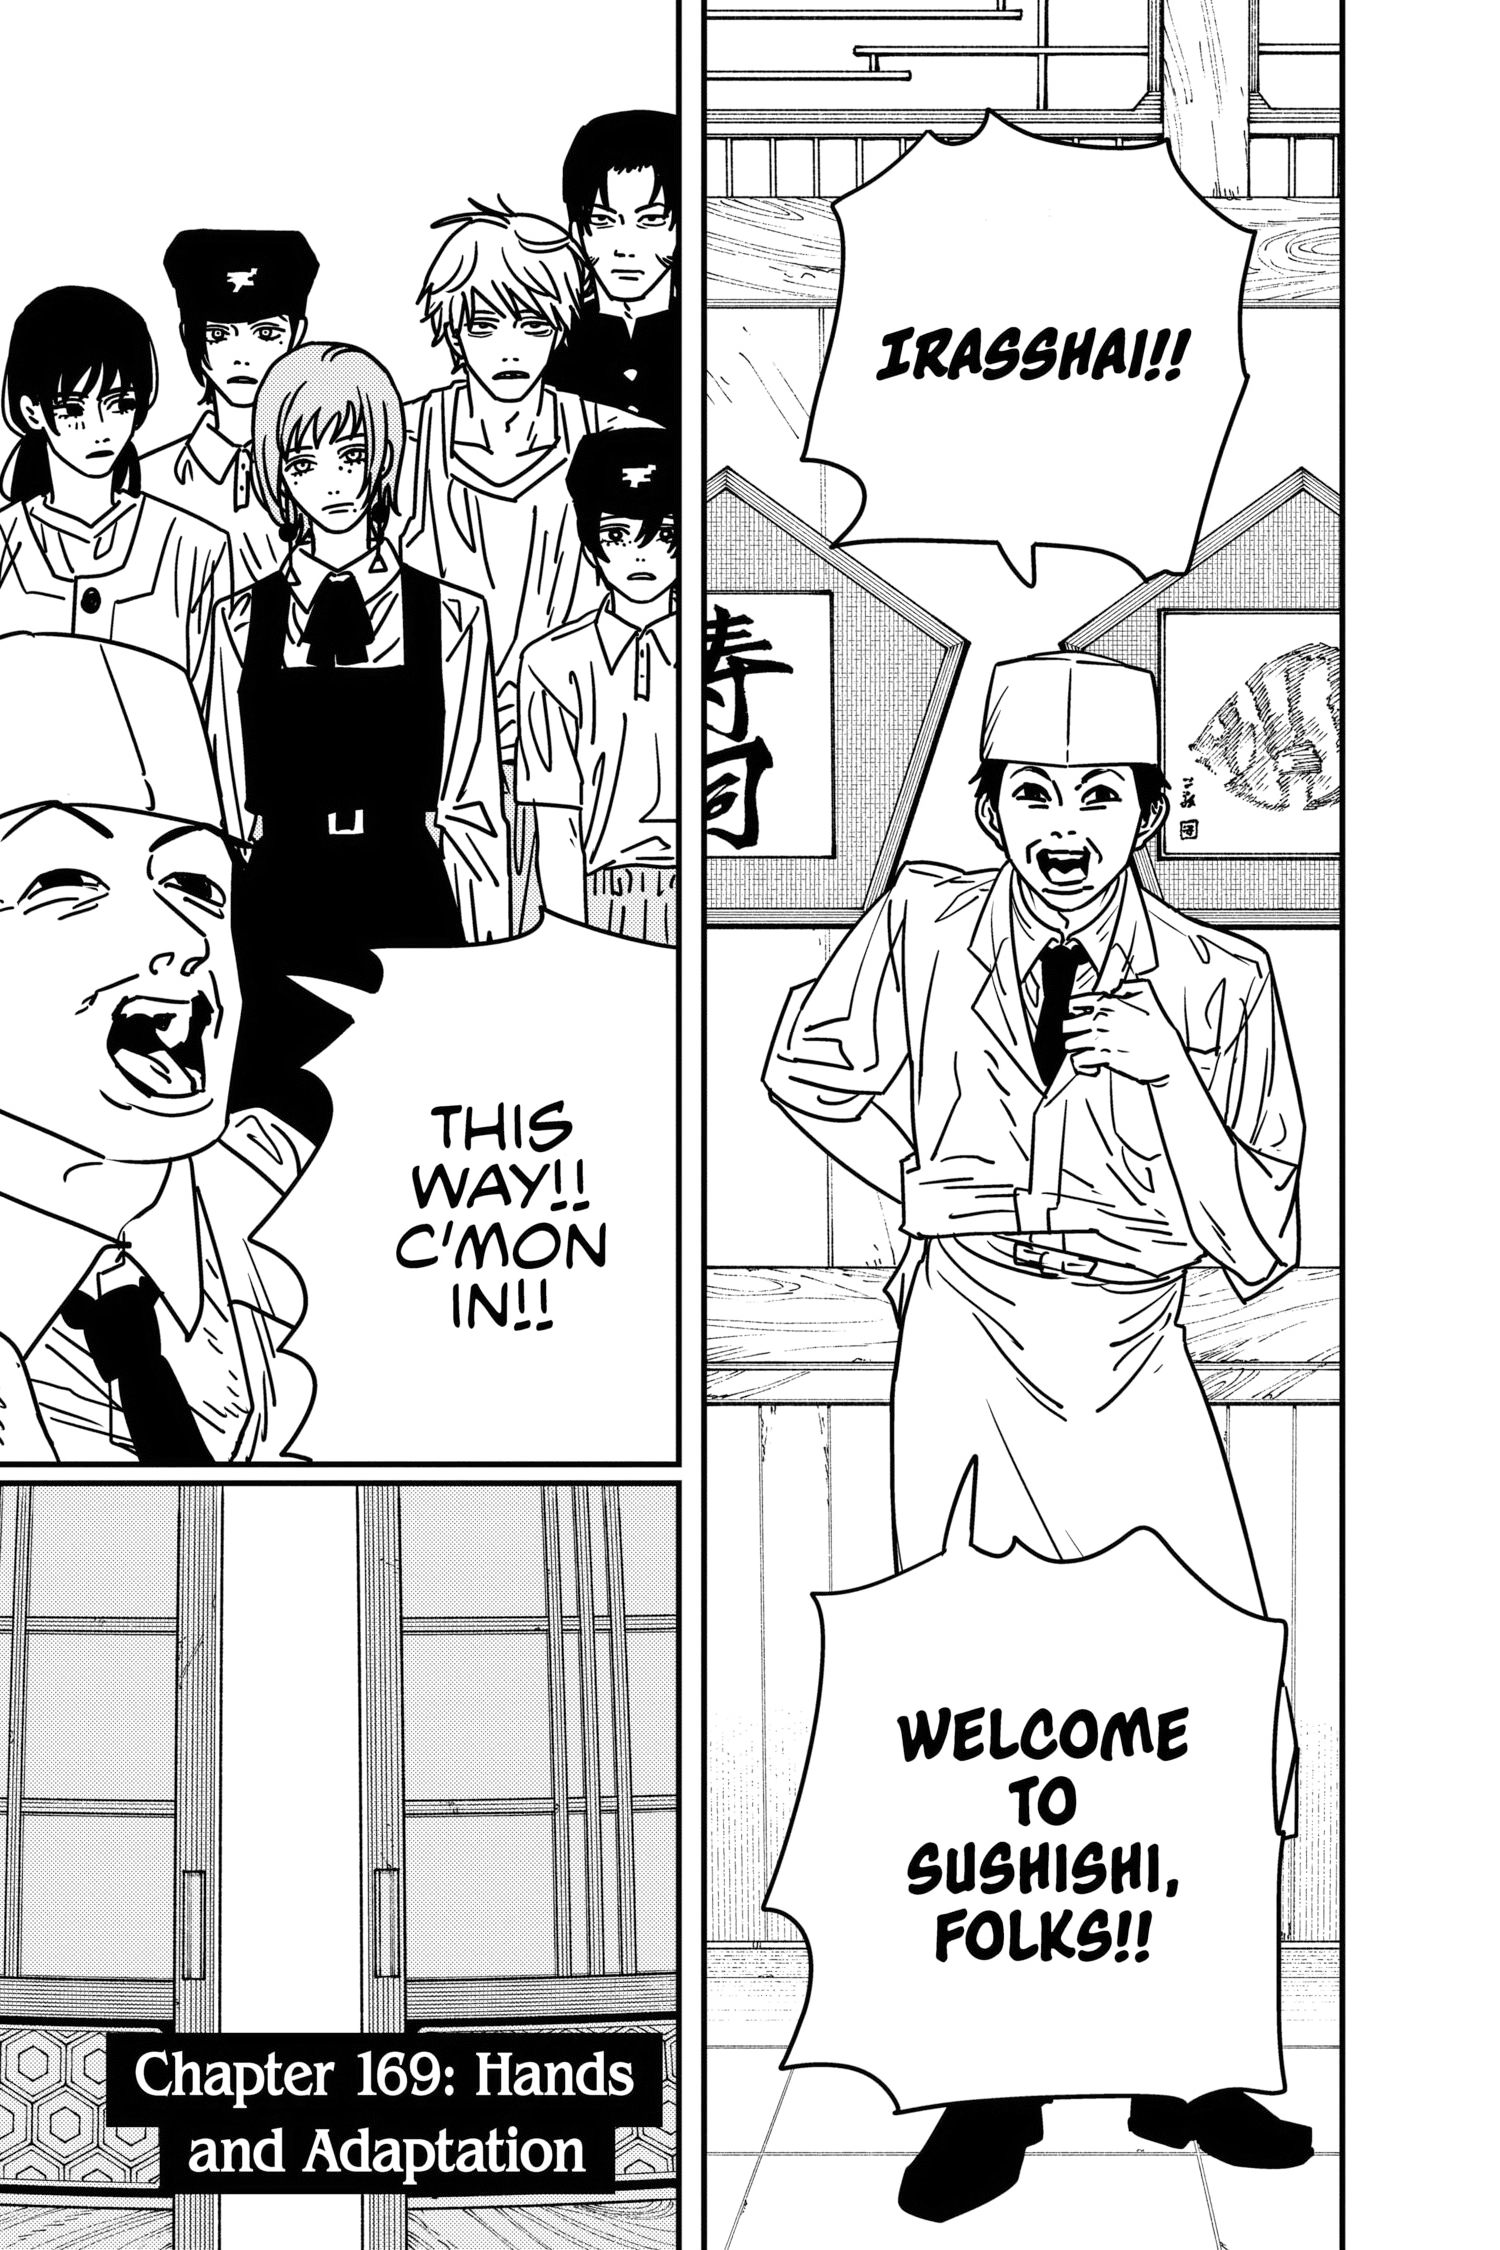 IRASSHAI!!
寿
司
WELCOME
TO
SUSHISHI,
FOLKS!!
THIS
WAY!!
C'MON
IN!!
Chapter 169: Hands
and Adaptation